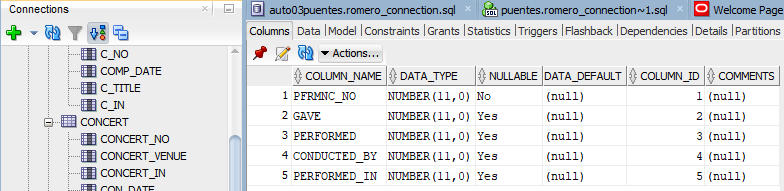 Connections
C_NO
COMP_DATE
C_TITLE
C_IN
CONCERT
CONCERT_NO
CONCERT_VENUE
CONCERT_IN
CON_DATE
auto03puentes.romero_connection.sql puentes.romero_connection~1.sql Welcome Page
Columns Data Model Constraints Grants Statistics Triggers Flashback Dependencies Details Partitions
Actions...
COLUMN_NAME DATA_TYPE NULLABLE DATA_DEFAULT COLUMN_ID COMMENTS
1 PFRMNC_NO NUMBER(11,0) No (null) 1 (null)
2 GAVE NUMBER(11,0) Yes (null) 2 (null)
3 PERFORMED NUMBER(11,0) Yes (null) 3 (null)
4 CONDUCTED_BY NUMBER(11,0) Yes (null) 4 (null)
5 PERFORMED_IN NUMBER(11,0) Yes (null) 5 (null)